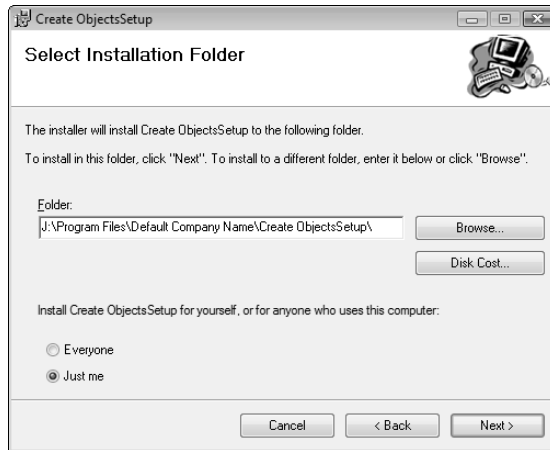 Create ObjectsSetup
Select Installation Folder
The installer will install Create ObjectsSetup to the following folder.
To install in this folder, click "Next". To install to a different folder, enter it below or click "Browse".
Folder:
J:\Program Files\Default Company Name\Create ObjectsSetup\
Browse...
Disk Cost...
Install Create ObjectsSetup for yourself, or for anyone who uses this computer:
Everyone
Just me
Cancel
< Back
Next >